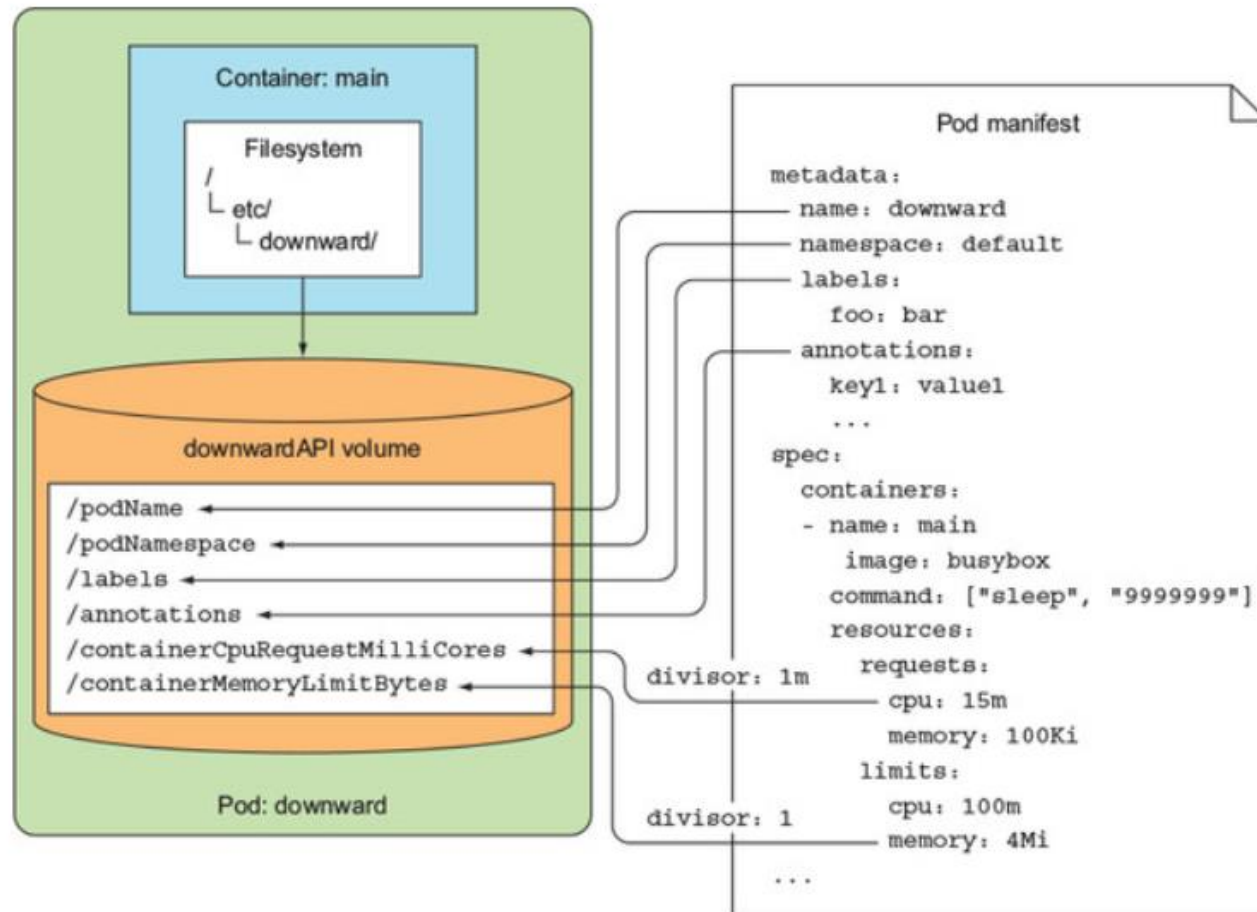 Container: main
Filesystem
/
etc/
downward/
downwardAPI volume
/podName
/podNamespace
/labels
/annotations
/containerCpuRequestMilliCores
/containerMemoryLimitBytes
Pod: downward
divisor: 1m
divisor: 1
Pod manifest
metadata:
name: downward
namespace: default
labels:
foo: bar
annotations:
key1: value1
...
spec:
containers:
- name: main
image: busybox
command: ["sleep", "9999999"]
resources:
requests:
cpu: 15m
memory: 100Ki
limits:
cpu: 100m
memory: 4Mi
...